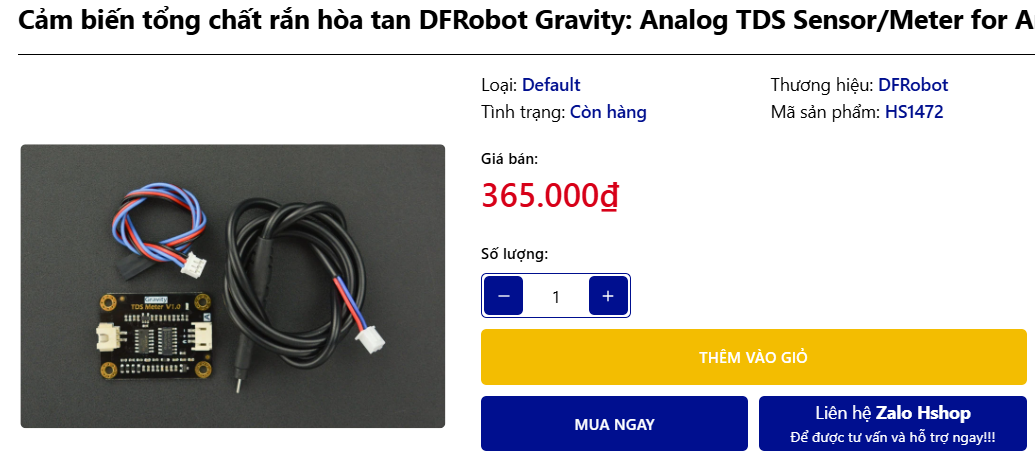 Cảm biến tổng chất rắn hòa tan DFRobot Gravity: Analog TDS Sensor/Meter for A
Loại: Default
Thương hiệu: DFRobot
Tình trạng: Còn hàng
Mã sản phẩm: HS1472
Giá bán:
365.000₫
Gravity
TDS Meter V1.0
Số lượng:
− 1 +
THÊM VÀO GIỎ
MUA NGAY
Liên hệ Zalo Hshop
Để được tư vấn và hỗ trợ ngay!!!